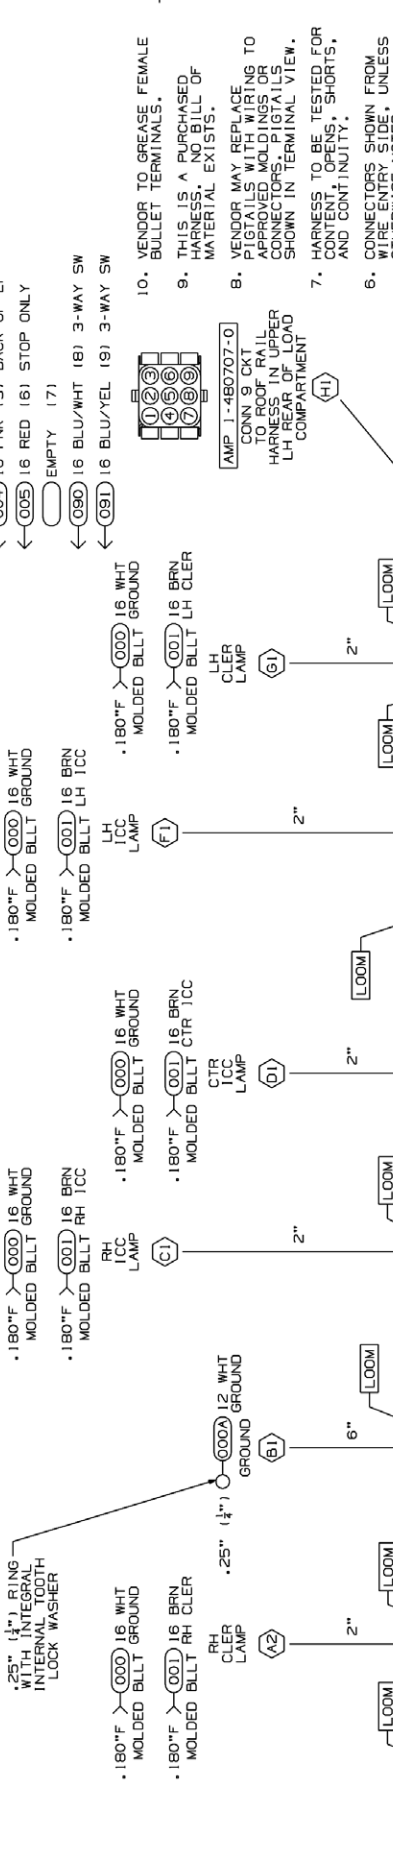 .25" (¼") RING
WITH INTEGRAL
INTERNAL TOOTH
LOCK WASHER
.180"F 000 16 WHT
MOLDED BLLT GROUND
.180"F 001 16 BRN
MOLDED BLLT RH CLER
RH
CLER
LAMP
A2
2"
LOOM
LOOM
.25" (¼") 000A 12 WHT
GROUND
GROUND
B1
6"
LOOM
.180"F 000 16 WHT
MOLDED BLLT GROUND
.180"F 001 16 BRN
MOLDED BLLT RH ICC
RH
ICC
LAMP
C1
2"
LOOM
.180"F 000 16 WHT
MOLDED BLLT GROUND
.180"F 001 16 BRN
MOLDED BLLT CTR ICC
CTR
ICC
LAMP
D1
2"
LOOM
.180"F 000 16 WHT
MOLDED BLLT GROUND
.180"F 001 16 BRN
MOLDED BLLT LH ICC
LH
ICC
LAMP
F1
2"
LOOM
.180"F 000 16 WHT
MOLDED BLLT GROUND
.180"F 001 16 BRN
MOLDED BLLT LH CLER
LH
CLER
LAMP
G1
2"
LOOM
005 16 RED (6) STOP ONLY
EMPTY (7)
090 16 BLU/WHT (8) 3-WAY SW
091 16 BLU/YEL (9) 3-WAY SW
1 2 3
4 5 6
7 8 9
AMP 1-480707-0
CONN 9 CKT
TO ROOF RAIL
HARNESS IN UPPER
LH REAR OF LOAD
COMPARTMENT
H1
10. VENDOR TO GREASE FEMALE
BULLET TERMINALS.
9. THIS IS A PURCHASED
HARNESS. NO BILL OF
MATERIAL EXISTS.
8. VENDOR MAY REPLACE
PIGTAILS WITH WIRING TO
APPROVED MOLDINGS OR
CONNECTORS. PIGTAILS
SHOWN IN TERMINAL VIEW.
7. HARNESS TO BE TESTED FOR
CONTENT, OPENS, SHORTS,
AND CONTINUITY.
6. CONNECTORS SHOWN FROM
WIRE ENTRY SIDE, UNLESS